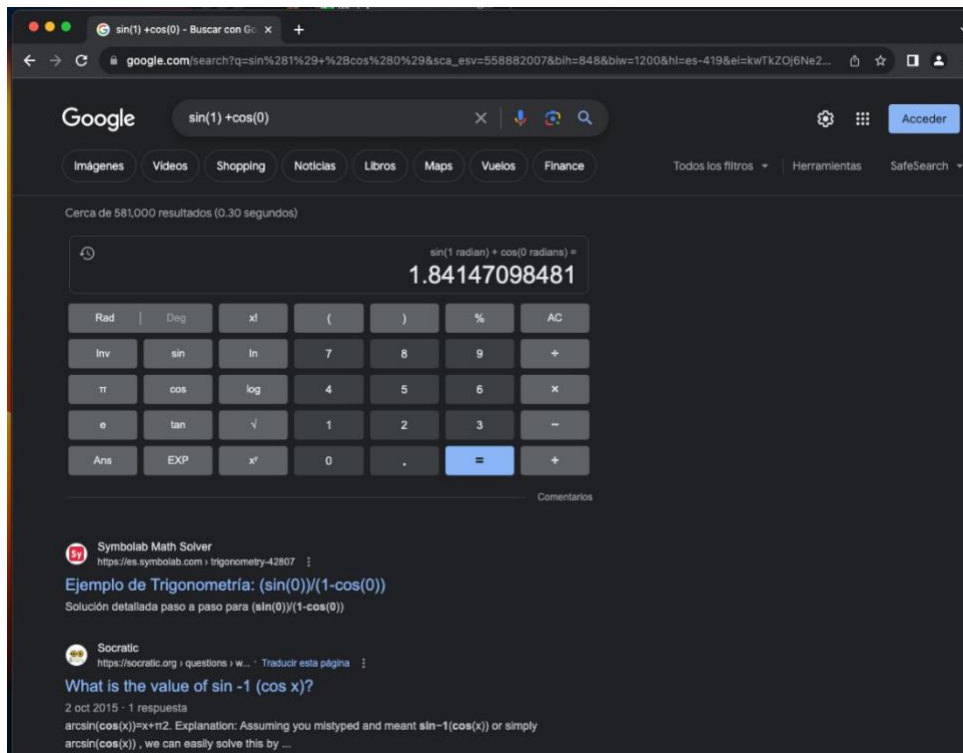 sin(1) +cos(0) - Buscar con Go
google.com/search?q=sin%281%29+%2Bcos%280%29&sca_esv=558882007&bih=848&biw=1200&hl=es-419&ei=kwTkZOj6Ne2...
Google
sin(1) +cos(0)
Acceder
Imágenes Videos Shopping Noticias Libros Maps Vuelos Finance Todos los filtros Herramientas SafeSearch
Cerca de 581,000 resultados (0.30 segundos)
sin(1 radian) + cos(0 radians) =
1.84147098481
Rad | Deg x! ( ) % AC
Inv sin ln 7 8 9 ÷
π cos log 4 5 6 ×
e tan √ 1 2 3 −
Ans EXP xʸ 0 . = +
Comentarios
Sy
Symbolab Math Solver
https://es.symbolab.com › trigonometry-42807
Ejemplo de Trigonometría: (sin(0))/(1-cos(0))
Solución detallada paso a paso para (sin(0))/(1-cos(0))
Socratic
https://socratic.org › questions › w... · Traducir esta página
What is the value of sin -1 (cos x)?
2 oct 2015 · 1 respuesta
arcsin(cos(x))=x+π2. Explanation: Assuming you mistyped and meant sin−1(cos(x)) or simply
arcsin(cos(x)) , we can easily solve this by ...